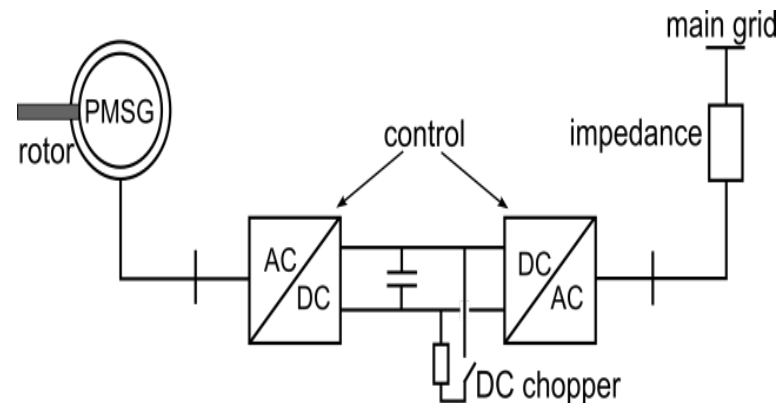 main grid
PMSG
control
impedance
rotor
AC
DC
DC
AC
DC chopper